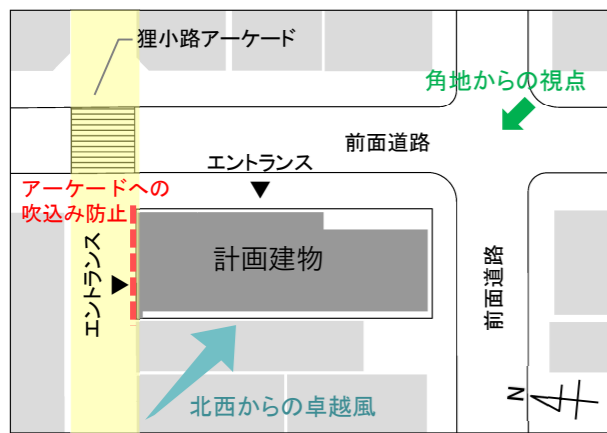 狸小路アーケード
角地からの視点
前面道路
エントランス
アーケードへの
吹込み防止
計画建物
エントランス
前面道路
北西からの卓越風
N